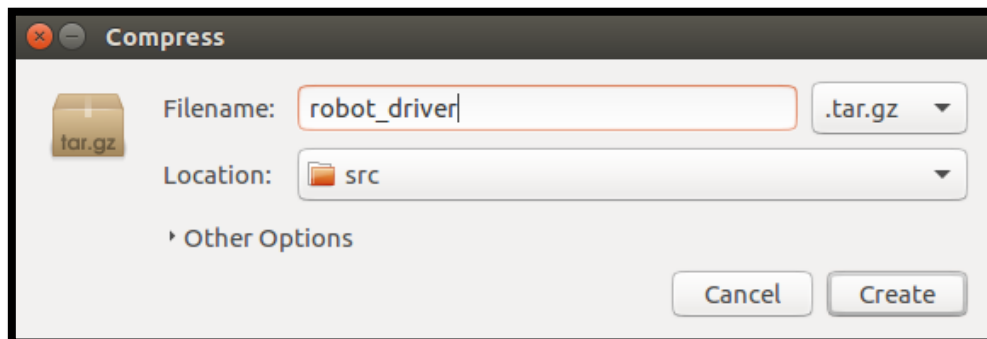 Compress
Filename: robot_driver .tar.gz
tar.gz
Location: src
Other Options
Cancel Create